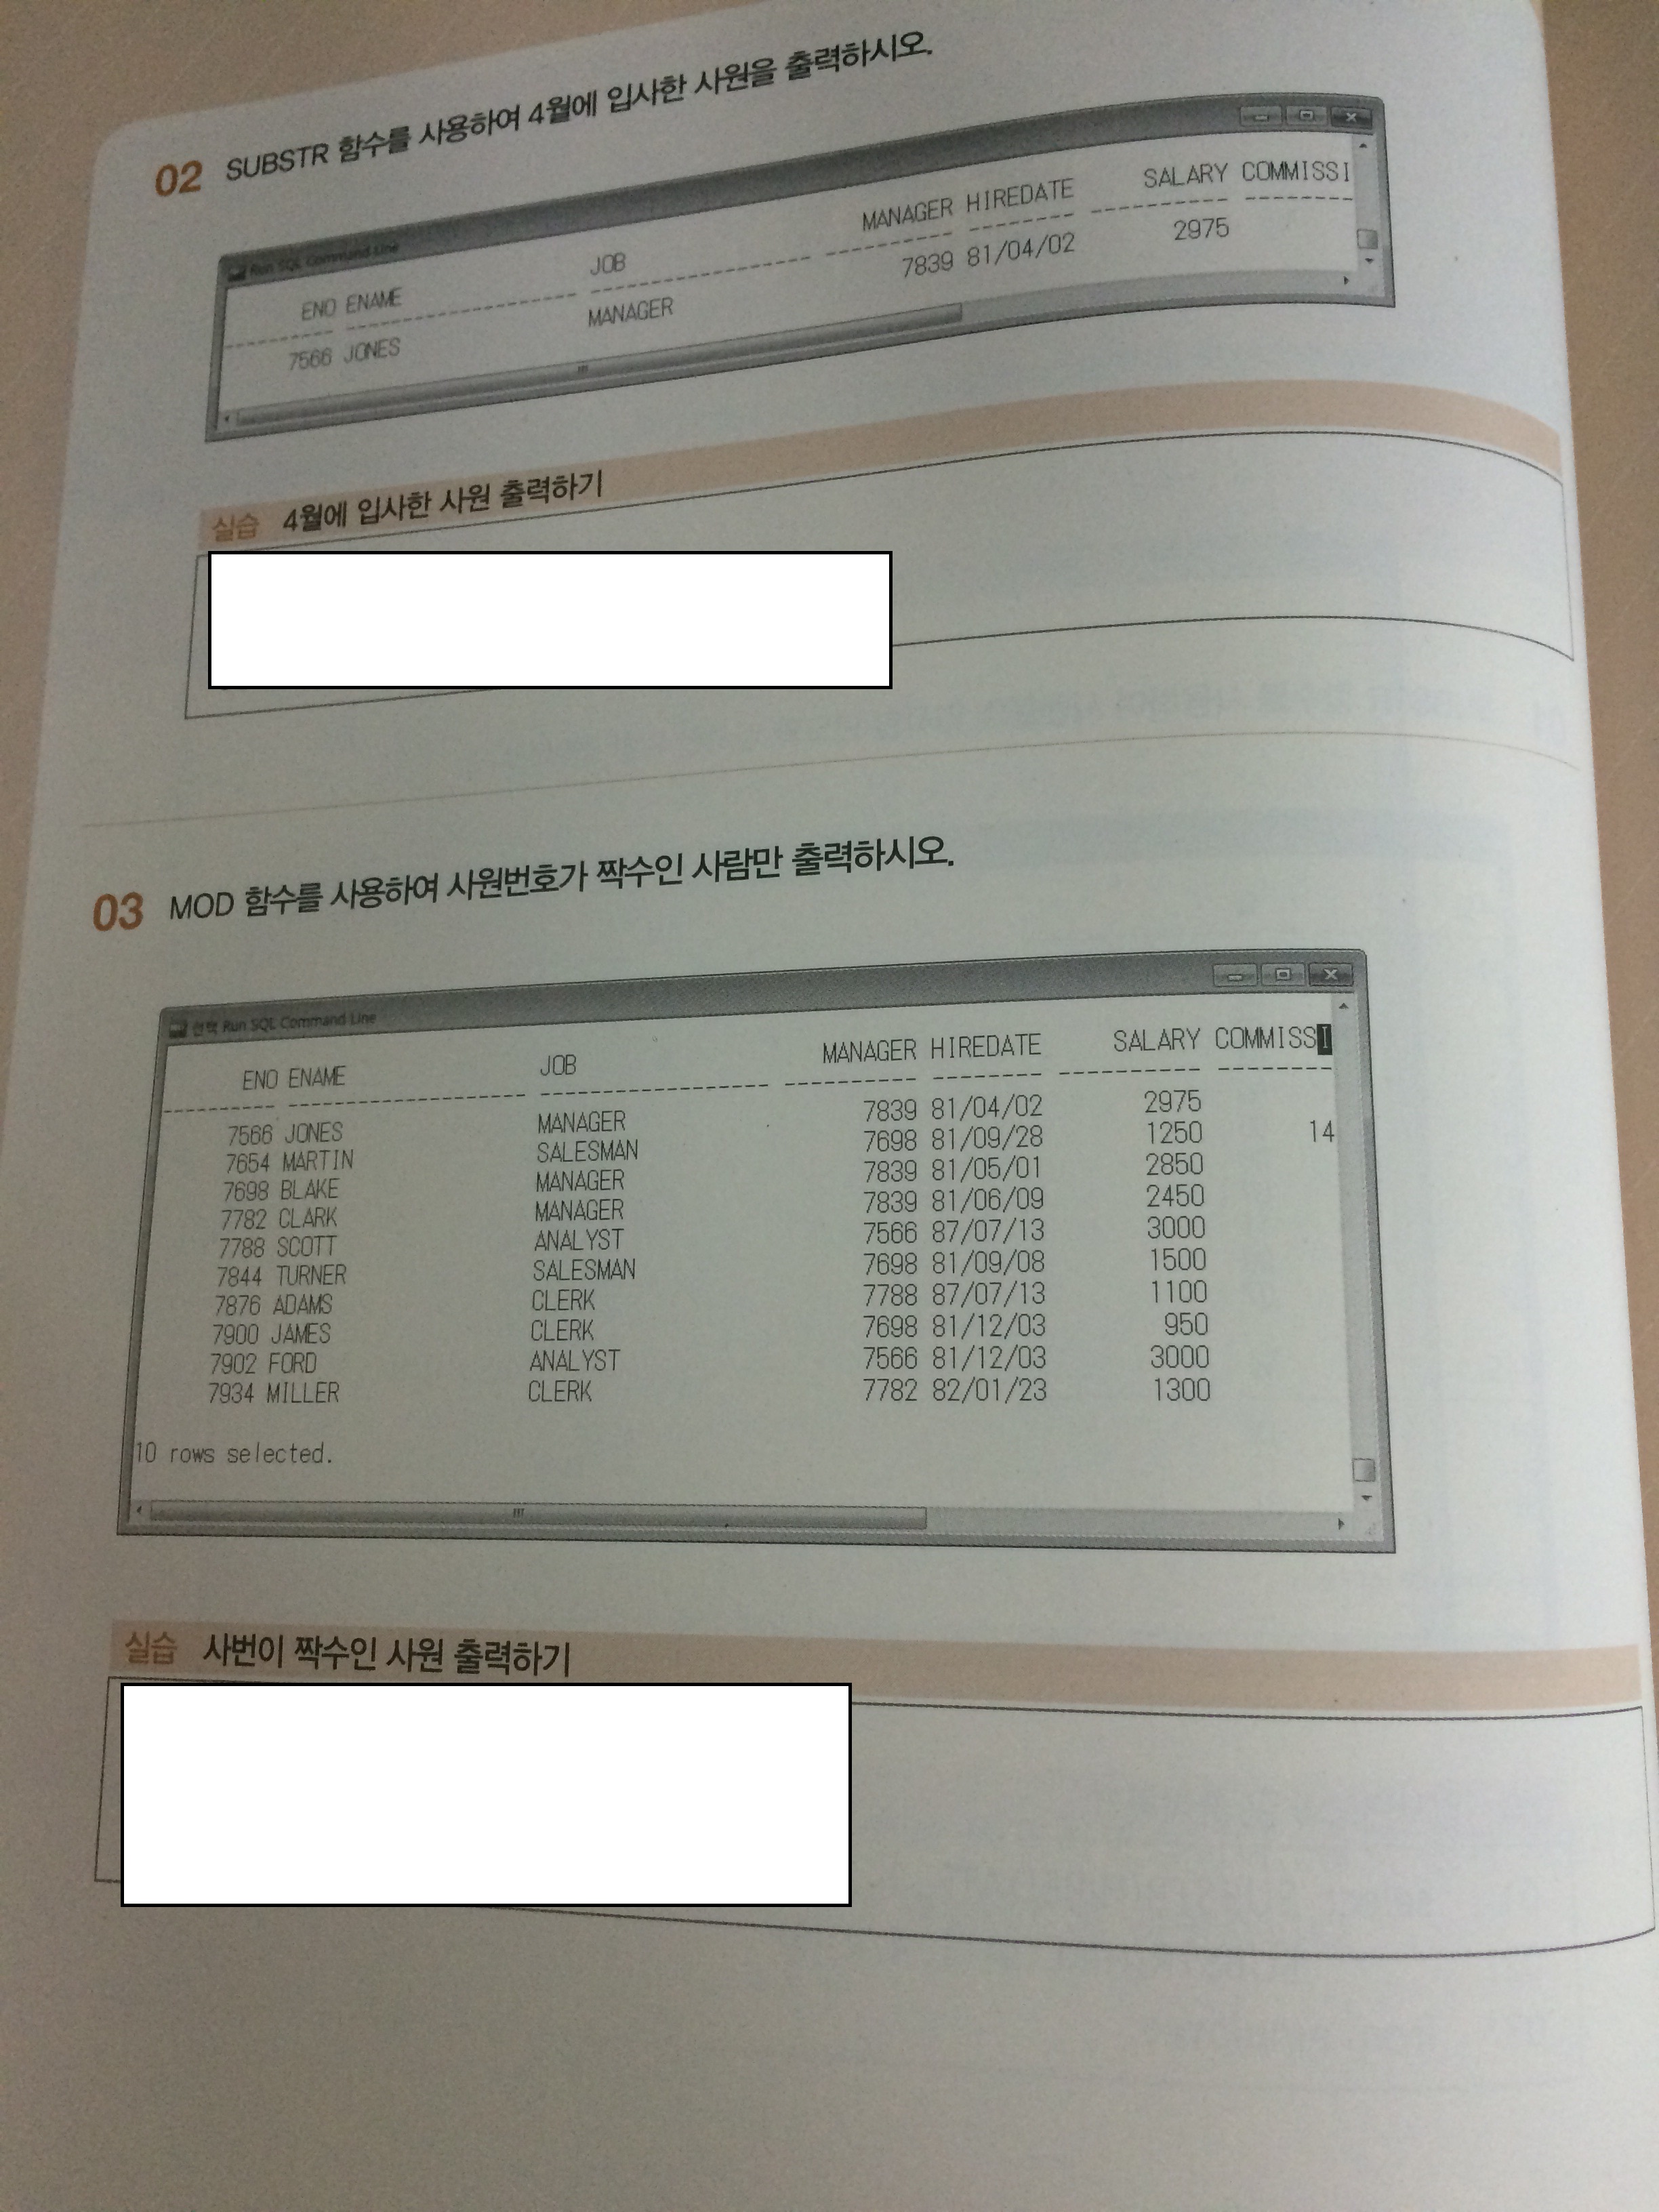 02 SUBSTR 함수를 사용하여 4월에 입사한 사원을 출력하시오.
Run SQL Command Line
ENO ENAME JOB MANAGER HIREDATE SALARY COMMISSI
7566 JONES MANAGER 7839 81/04/02 2975
실습 4월에 입사한 사원 출력하기
03 MOD 함수를 사용하여 사원번호가 짝수인 사람만 출력하시오.
선택 Run SQL Command Line
ENO ENAME JOB MANAGER HIREDATE SALARY COMMISSI
7566 JONES MANAGER 7839 81/04/02 2975
7654 MARTIN SALESMAN 7698 81/09/28 1250 14
7698 BLAKE MANAGER 7839 81/05/01 2850
7782 CLARK MANAGER 7839 81/06/09 2450
7788 SCOTT ANALYST 7566 87/07/13 3000
7844 TURNER SALESMAN 7698 81/09/08 1500
7876 ADAMS CLERK 7788 87/07/13 1100
7900 JAMES CLERK 7698 81/12/03 950
7902 FORD ANALYST 7566 81/12/03 3000
7934 MILLER CLERK 7782 82/01/23 1300
10 rows selected.
실습 사번이 짝수인 사원 출력하기